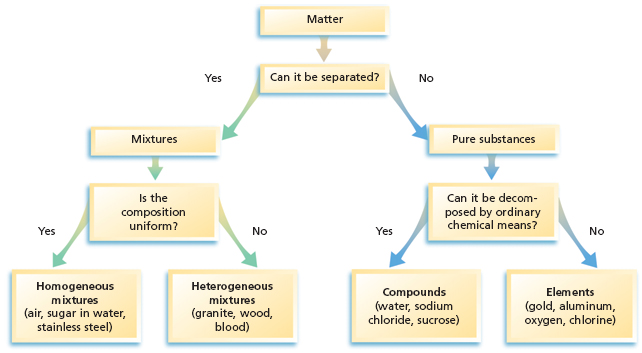 Matter
Can it be separated?
Yes
No
Mixtures
Pure substances
Is the
composition
uniform?
Can it be decom-
posed by ordinary
chemical means?
Yes
No
Yes
No
Homogeneous
mixtures
(air, sugar in water,
stainless steel)
Heterogeneous
mixtures
(granite, wood,
blood)
Compounds
(water, sodium
chloride, sucrose)
Elements
(gold, aluminum,
oxygen, chlorine)